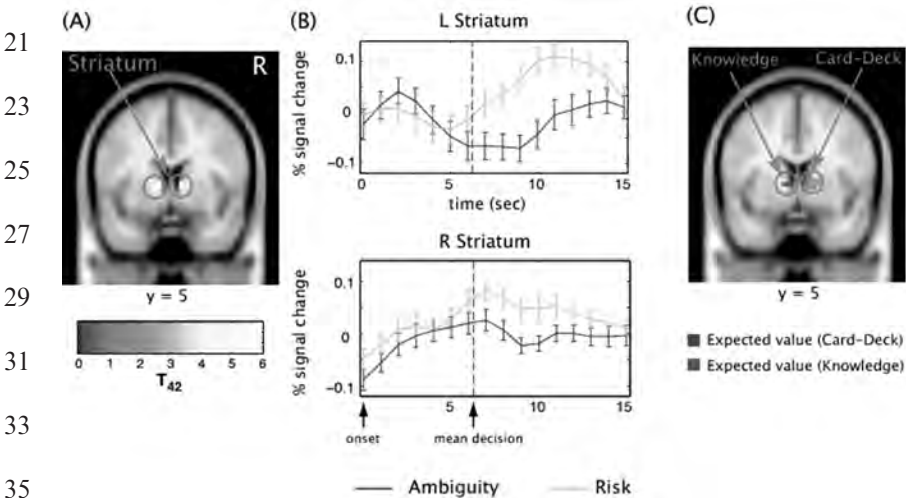 (A)
21
23
25
27
29
31
33
35
Striatum
R
y = 5
0 1 2 3 4 5 6
T42
(B)
L Striatum
% signal change
0.1
0
−0.1
0 5 10 15
time (sec)
R Striatum
% signal change
0.1
0
−0.1
5 10 15
onset
mean decision
Ambiguity
Risk
(C)
Knowledge
Card-Deck
y = 5
Expected value (Card-Deck)
Expected value (Knowledge)